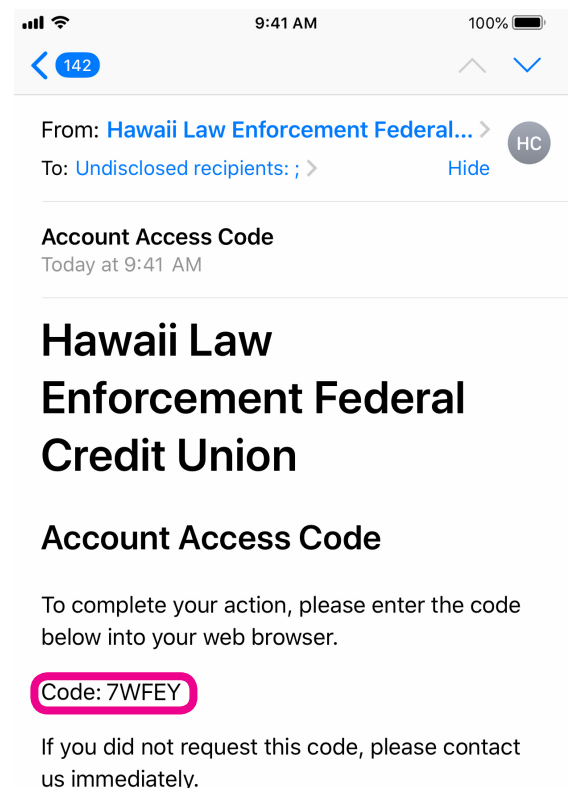 9:41 AM
100%
142
From: Hawaii Law Enforcement Federal...
HC
To: Undisclosed recipients: ;
Hide
Account Access Code
Today at 9:41 AM
Hawaii Law
Enforcement Federal
Credit Union
Account Access Code
To complete your action, please enter the code
below into your web browser.
Code: 7WFEY
If you did not request this code, please contact
us immediately.